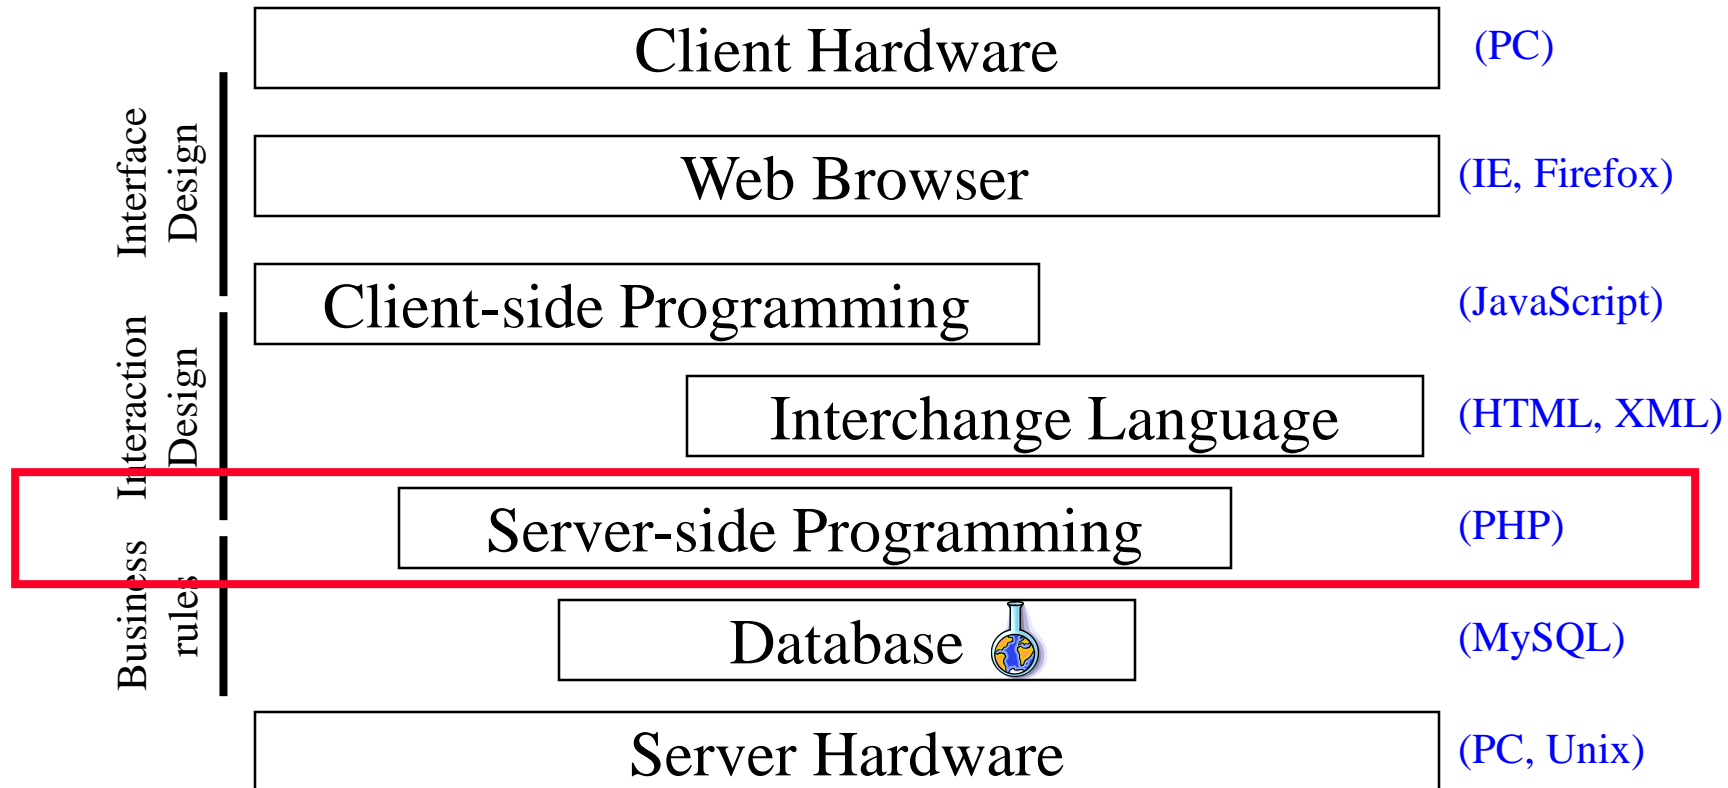 Client Hardware (PC)
Interface
Design
Web Browser (IE, Firefox)
Client-side Programming (JavaScript)
Interaction
Design
Interchange Language (HTML, XML)
Server-side Programming (PHP)
Business
rules
Database (MySQL)
Server Hardware (PC, Unix)